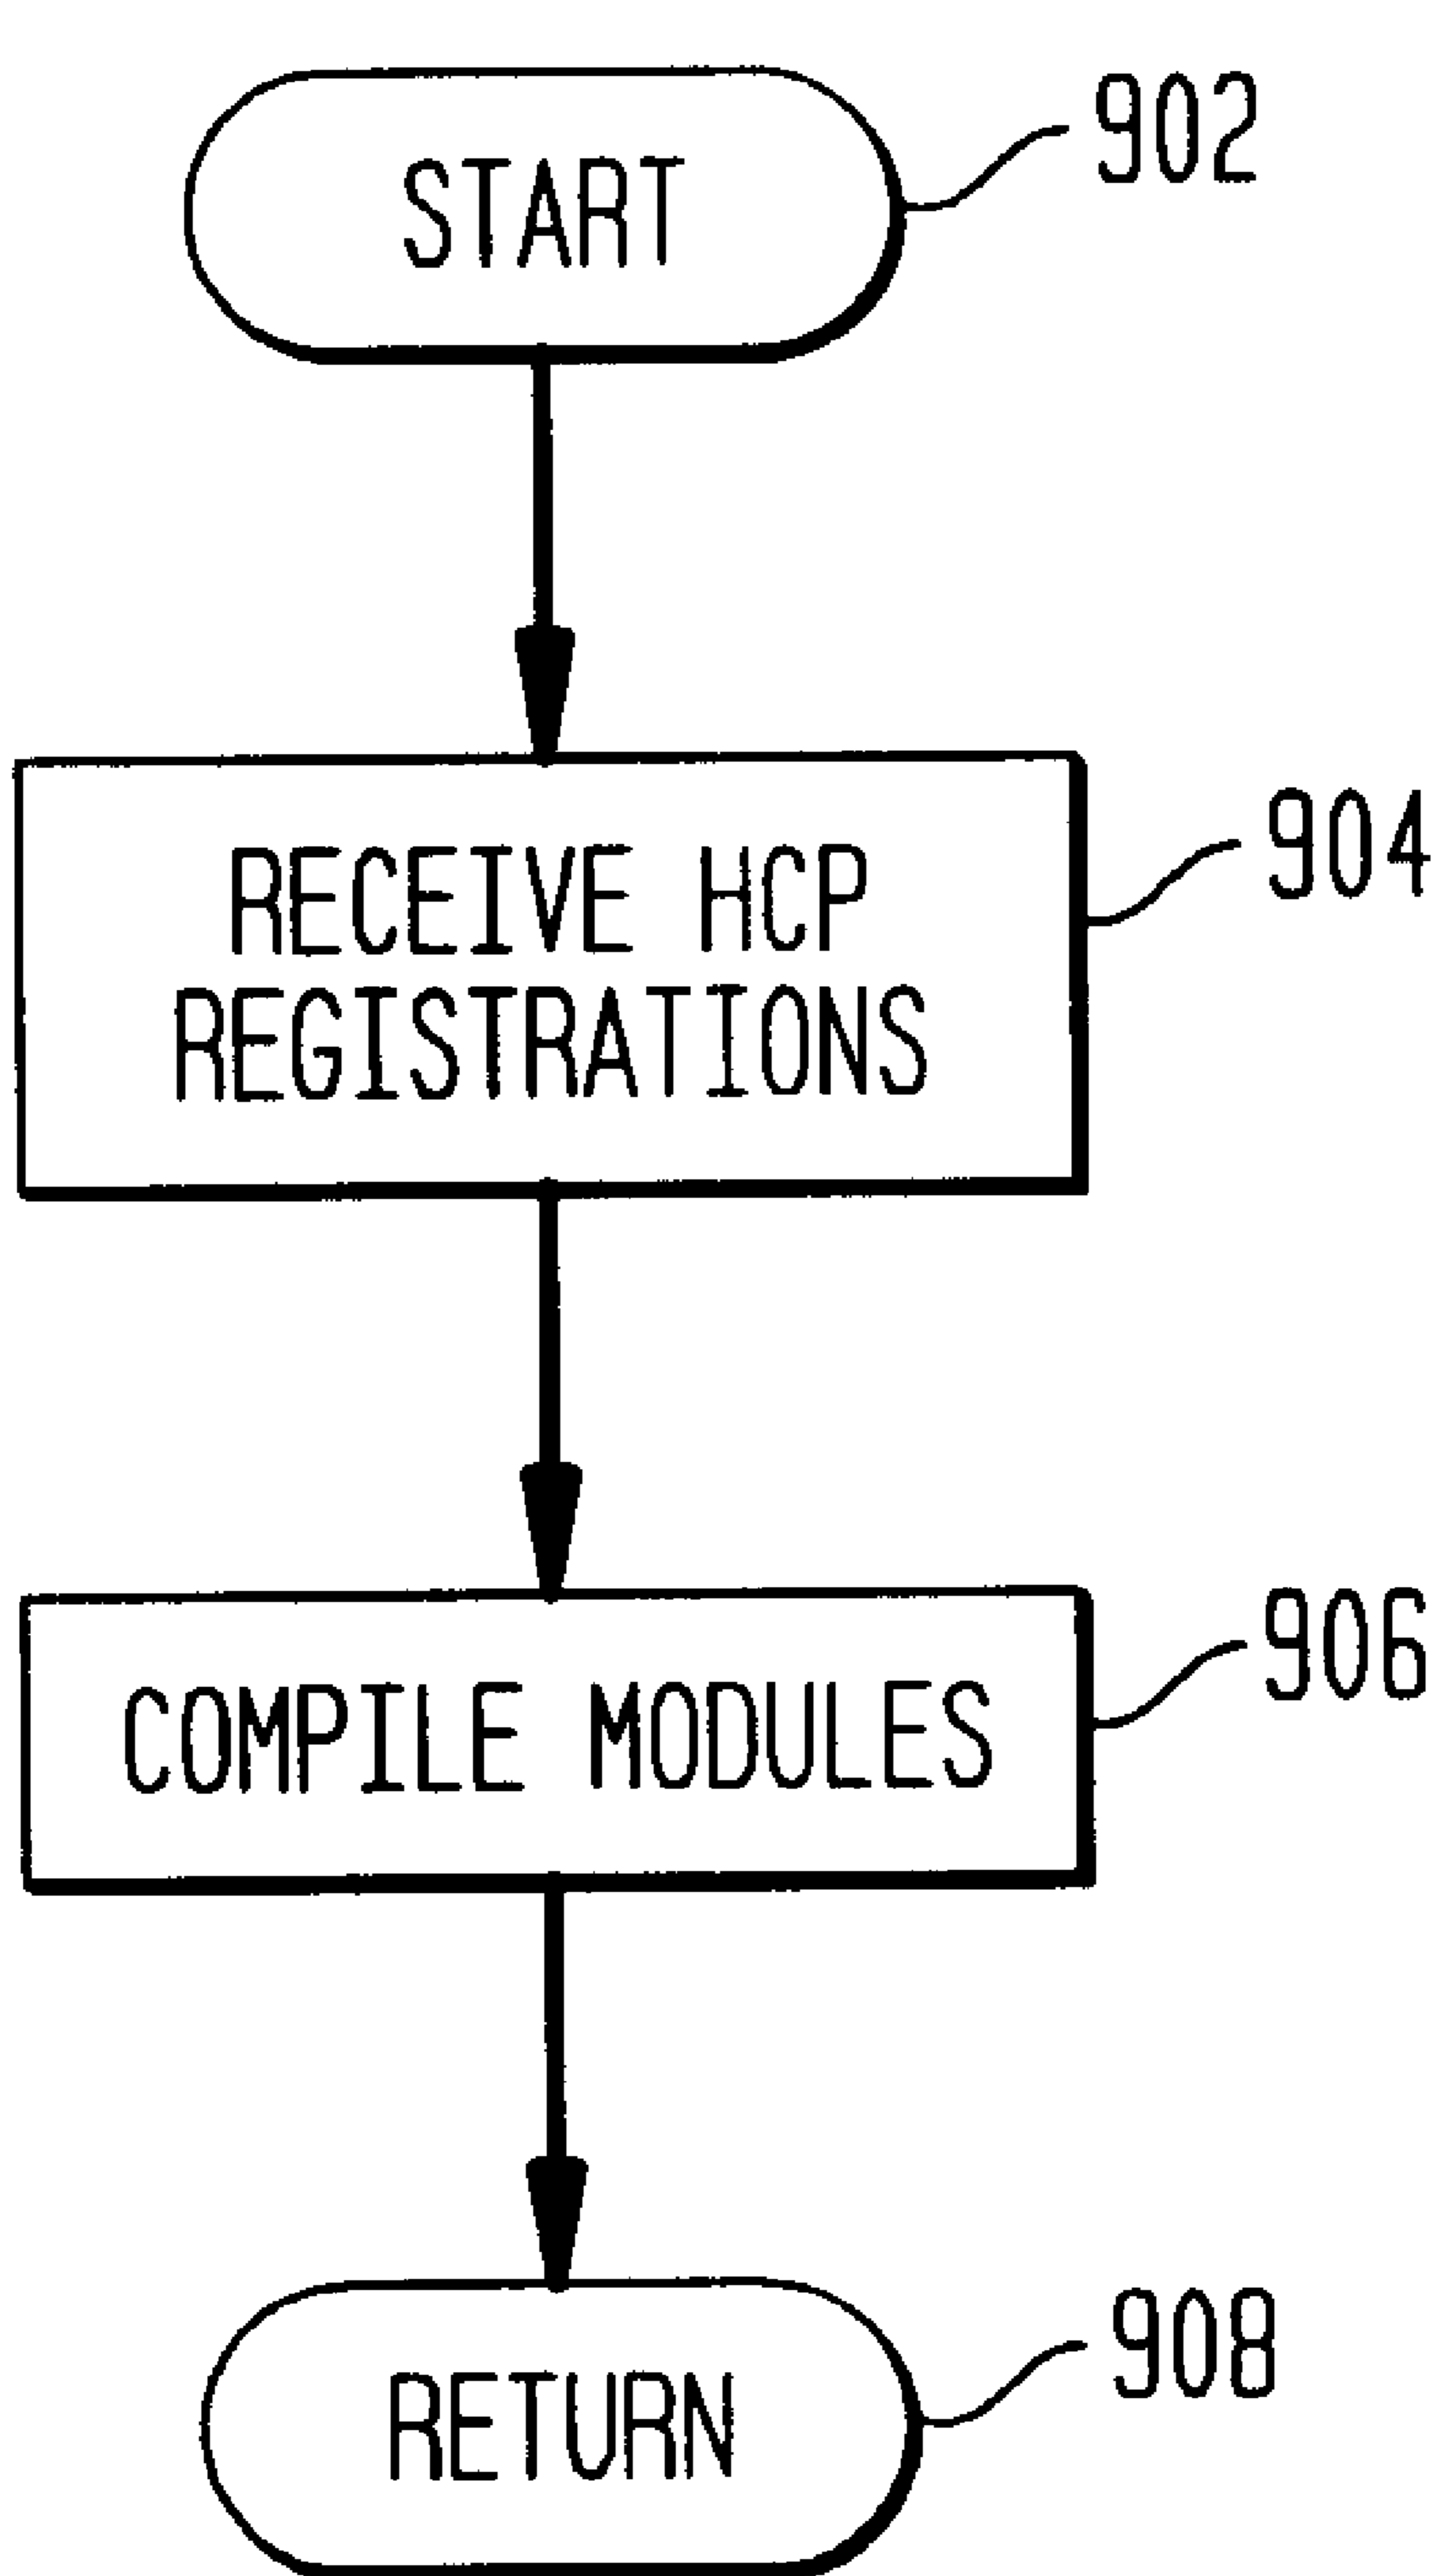 START
902
RECEIVE HCP
REGISTRATIONS
904
COMPILE MODULES
906
RETURN
908